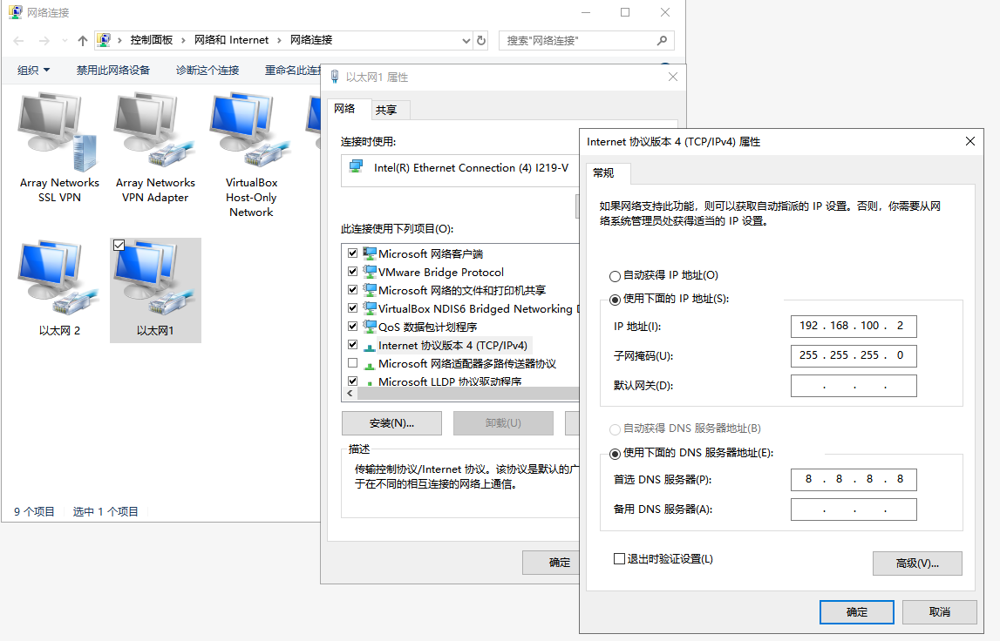 网络连接
控制面板 > 网络和 Internet > 网络连接
搜索"网络连接"
组织
禁用此网络设备
诊断这个连接
重命名此连
Array Networks
SSL VPN
Array Networks
VPN Adapter
VirtualBox
Host-Only
Network
以太网 2
以太网1
9 个项目
选中 1 个项目
以太网1 属性
网络
共享
连接时使用:
Intel(R) Ethernet Connection (4) I219-V
此连接使用下列项目(O):
Microsoft 网络客户端
VMware Bridge Protocol
Microsoft 网络的文件和打印机共享
VirtualBox NDIS6 Bridged Networking
QoS 数据包计划程序
Internet 协议版本 4 (TCP/IPv4)
Microsoft 网络适配器多路传送器协议
Microsoft LLDP 协议驱动程序
安装(N)...
卸载(U)
描述
传输控制协议/Internet 协议。该协议是默认的广
于在不同的相互连接的网络上通信。
确定
Internet 协议版本 4 (TCP/IPv4) 属性
常规
如果网络支持此功能，则可以获取自动指派的 IP 设置。否则，你需要从网
络系统管理员处获得适当的 IP 设置。
自动获得 IP 地址(O)
使用下面的 IP 地址(S):
IP 地址(I):
192 . 168 . 100 . 2
子网掩码(U):
255 . 255 . 255 . 0
默认网关(D):
. . .
自动获得 DNS 服务器地址(B)
使用下面的 DNS 服务器地址(E):
首选 DNS 服务器(P):
8 . 8 . 8 . 8
备用 DNS 服务器(A):
. . .
退出时验证设置(L)
高级(V)...
确定
取消